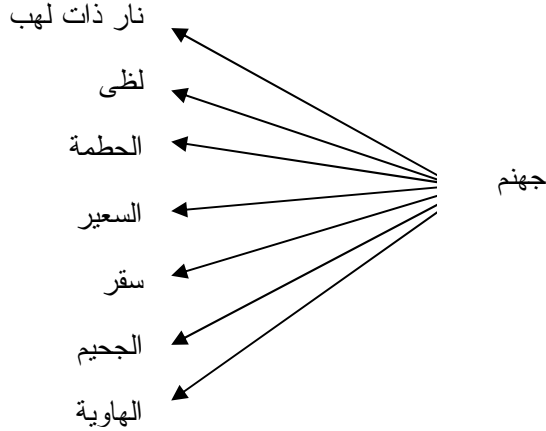 نار ذات لهب
لظى
الحطمة
جهنم
السعير
سقر
الجحيم
الهاوية